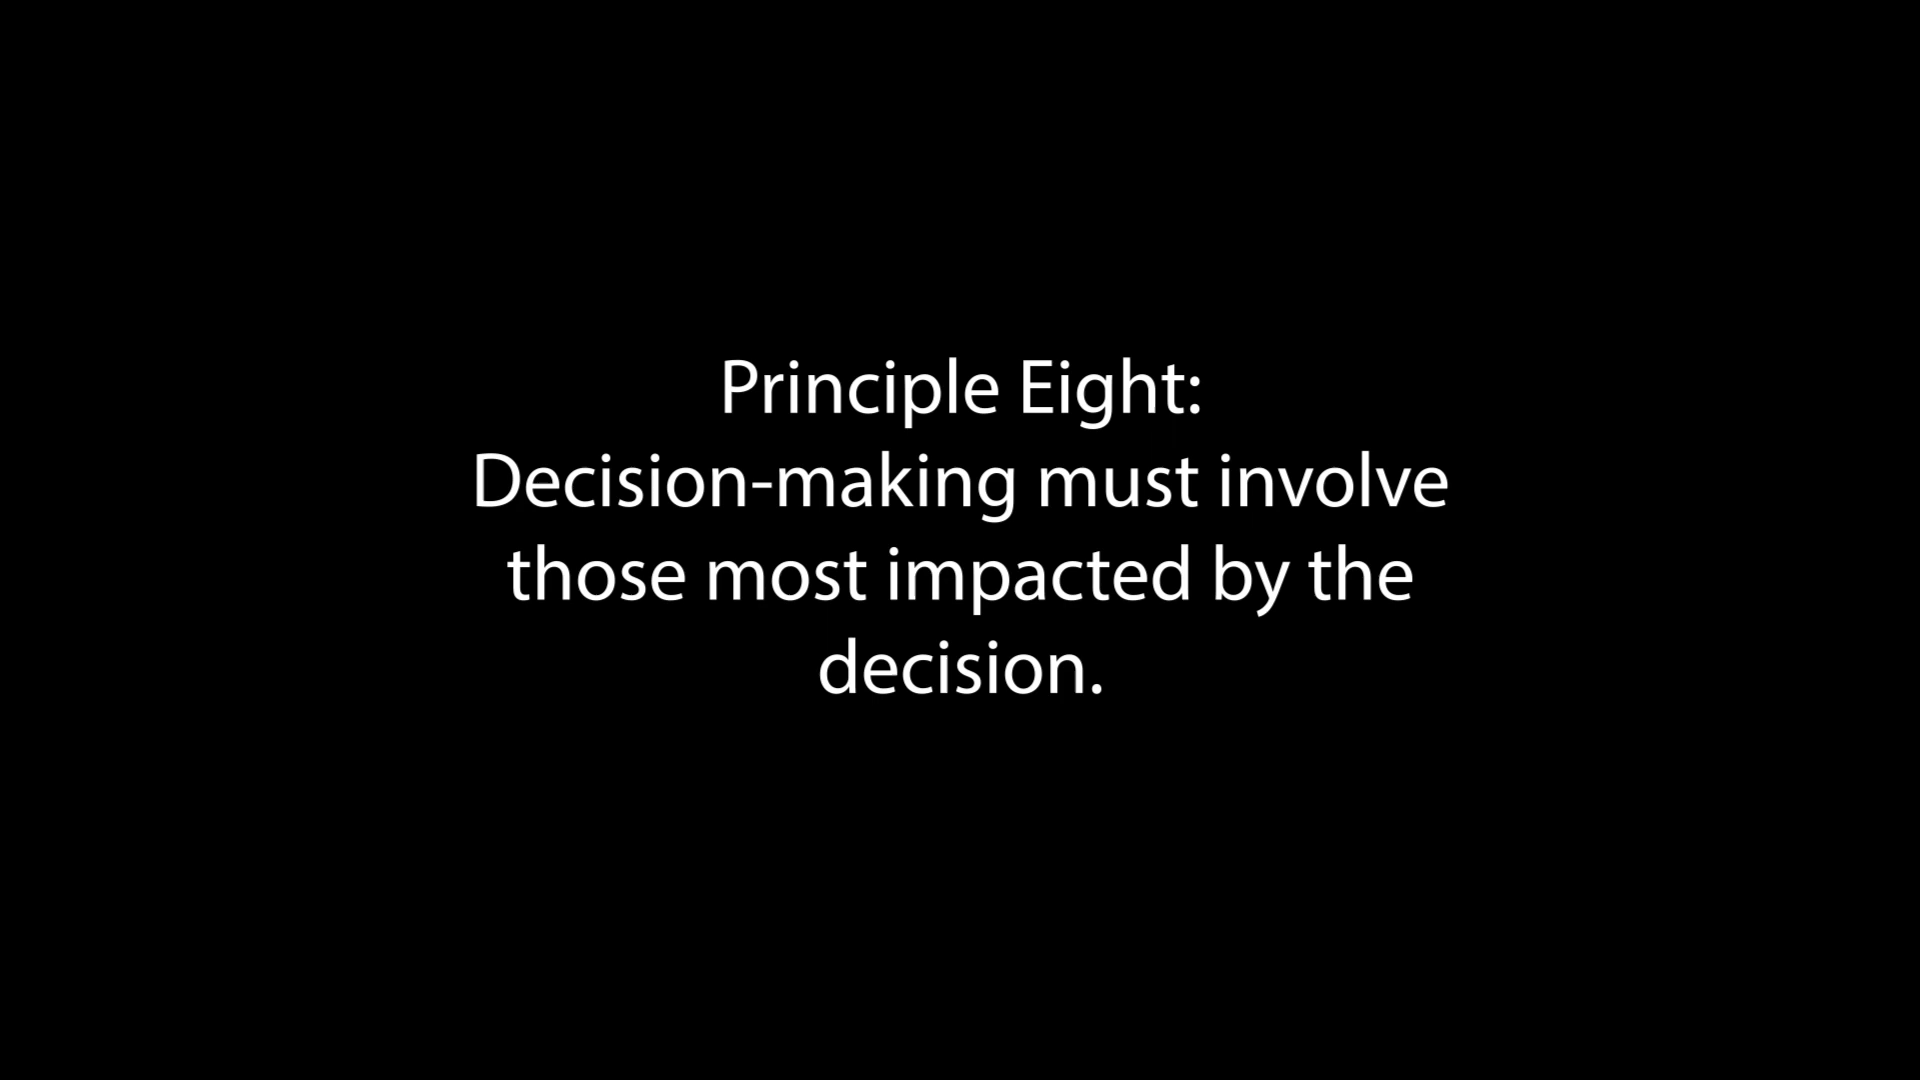 Principle Eight:
Decision-making must involve
those most impacted by the
decision.